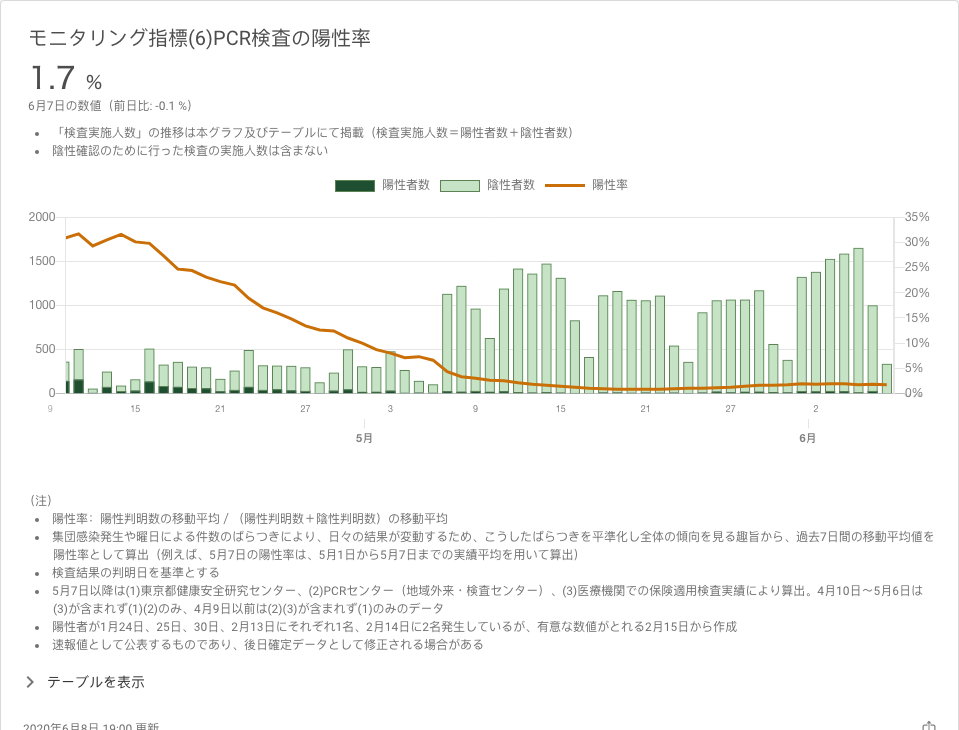 モニタリング指標(6)PCR検査の陽性率
1.7 %
6月7日の数値（前日比: -0.1 %）
• 「検査実施人数」の推移は本グラフ及びテーブルにて掲載（検査実施人数＝陽性者数＋陰性者数）
• 陰性確認のために行った検査の実施人数は含まない
陽性者数 陰性者数 陽性率
2000 35%
30%
1500
25%
20%
1000
15%
10%
500
5%
0 0%
9 15 21 27 3 9 15 21 27 2
5月 6月
（注）
• 陽性率：陽性判明数の移動平均 / （陽性判明数＋陰性判明数）の移動平均
• 集団感染発生や曜日による件数のばらつきにより、日々の結果が変動するため、こうしたばらつきを平準化し全体の傾向を見る趣旨から、過去7日間の移動平均値を
陽性率として算出（例えば、5月7日の陽性率は、5月1日から5月7日までの実績平均を用いて算出）
• 検査結果の判明日を基準とする
• 5月7日以降は(1)東京都健康安全研究センター、(2)PCRセンター（地域外来・検査センター）、(3)医療機関での保険適用検査実績により算出。4月10日～5月6日は
(3)が含まれず(1)(2)のみ、4月9日以前は(2)(3)が含まれず(1)のみのデータ
• 陽性者が1月24日、25日、30日、2月13日にそれぞれ1名、2月14日に2名発生しているが、有意な数値がとれる2月15日から作成
• 速報値として公表するものであり、後日確定データとして修正される場合がある
テーブルを表示
2020年6月8日 19:00 更新